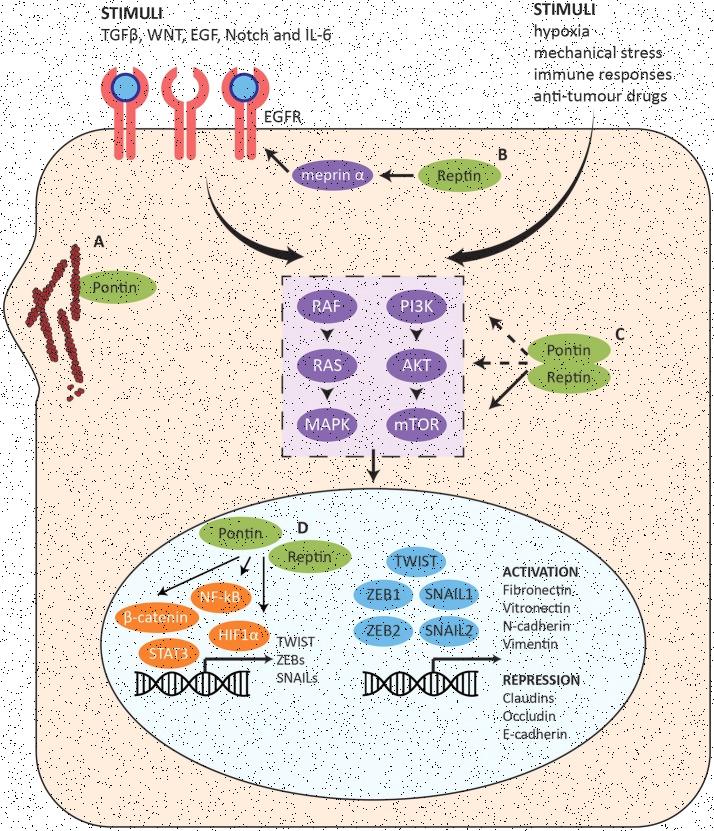 STIMULI
TGFβ, WNT, EGF, Notch and IL-6
STIMULI
hypoxia
mechanical stress
immune responses
anti-tumour drugs
EGFR
meprin α
Reptin
B
A
Pontin
RAF
PI3K
RAS
AKT
MAPK
mTOR
Pontin
Reptin
C
Pontin
D
Reptin
NF-kB
β-catenin
HIF1α
STAT3
TWIST
ZEBs
SNAILs
TWIST
ZEB1
SNAIL1
ZEB2
SNAIL2
ACTIVATION
Fibronectin
Vitronectin
N-cadherin
Vimentin
REPRESSION
Claudins
Occludin
E-cadherin